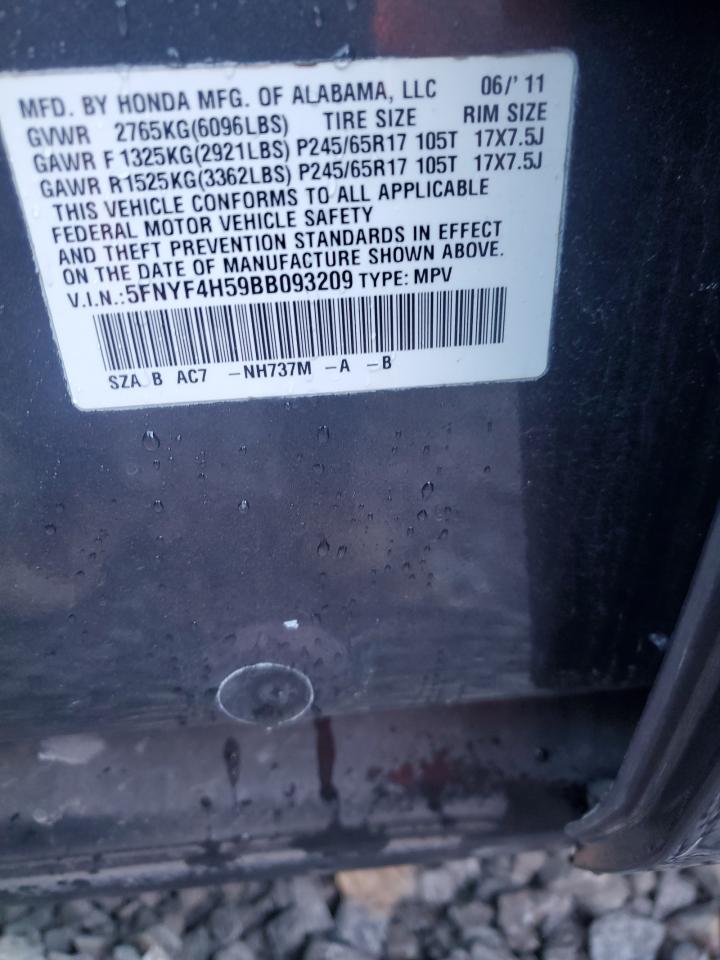 MFD. BY HONDA MFG. OF ALABAMA, LLC 06/'11
GVWR 2765KG(6096LBS) TIRE SIZE RIM SIZE
GAWR F 1325KG(2921LBS) P245/65R17 105T 17X7.5J
GAWR R1525KG(3362LBS) P245/65R17 105T 17X7.5J
THIS VEHICLE CONFORMS TO ALL APPLICABLE
FEDERAL MOTOR VEHICLE SAFETY
AND THEFT PREVENTION STANDARDS IN EFFECT
ON THE DATE OF MANUFACTURE SHOWN ABOVE.
V.I.N.:5FNYF4H59BB093209 TYPE: MPV
SZA B AC7 -NH737M -A -B